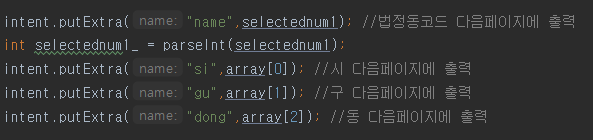 intent.putExtra( name: "name",selectednum1); //법정동코드 다음페이지에 출력
int selectednum1_ = parseInt(selectednum1);
intent.putExtra( name: "si",array[0]); //시 다음페이지에 출력
intent.putExtra( name: "gu",array[1]); //구 다음페이지에 출력
intent.putExtra( name: "dong",array[2]); //동 다음페이지에 출력